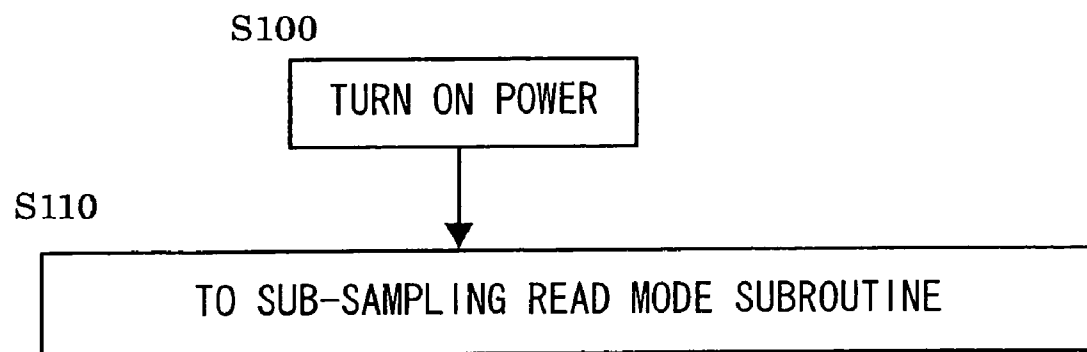 S100
TURN ON POWER
S110
TO SUB-SAMPLING READ MODE SUBROUTINE